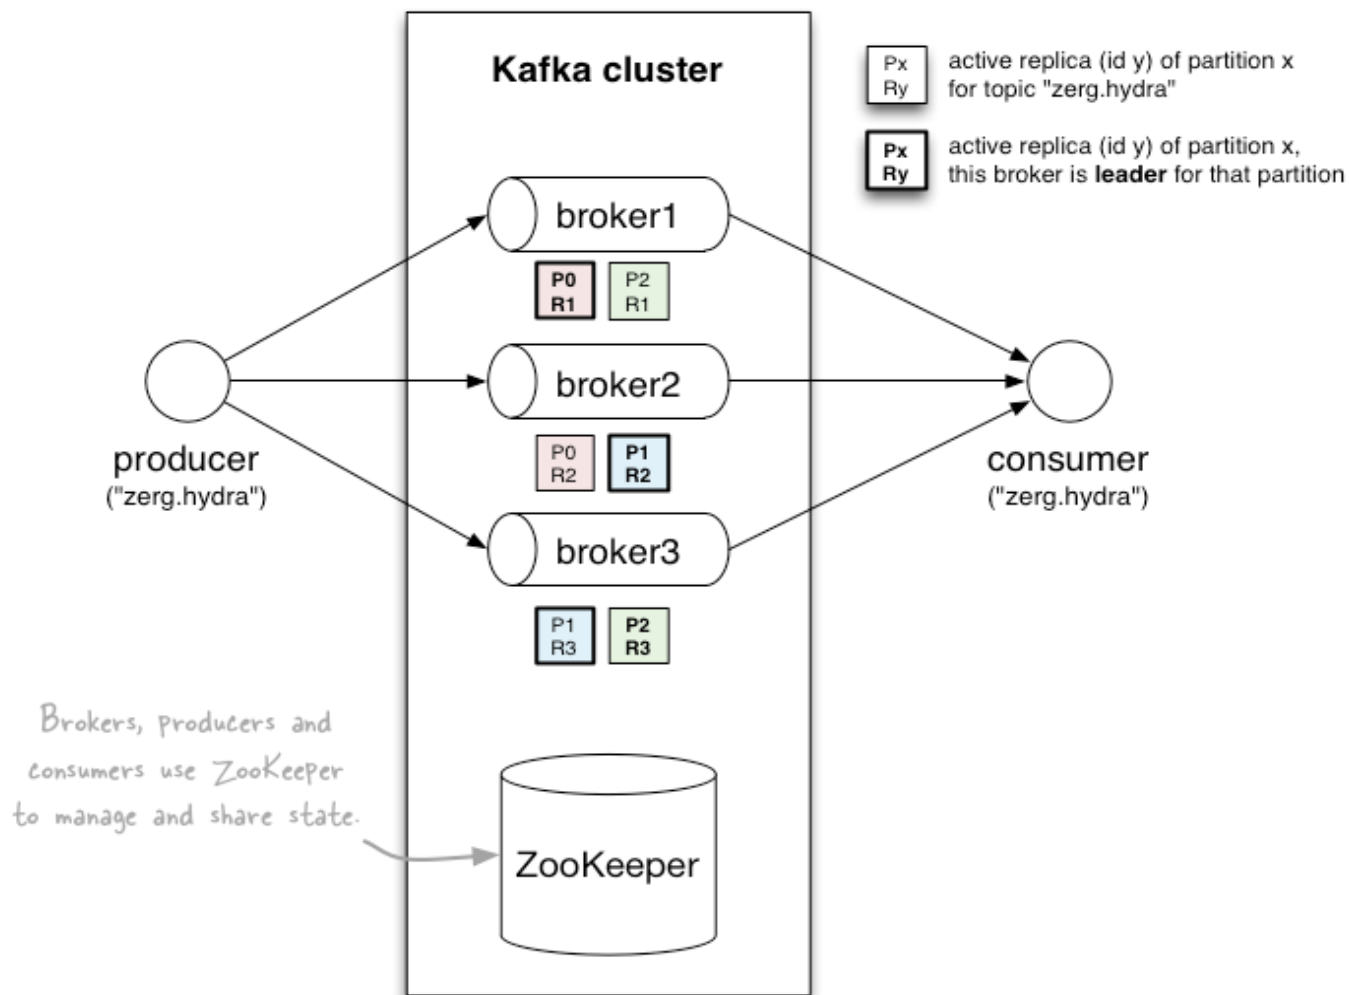 Kafka cluster
Px
Ry
active replica (id y) of partition x
for topic "zerg.hydra"
Px
Ry
active replica (id y) of partition x,
this broker is leader for that partition
broker1
P0
R1
P2
R1
producer
("zerg.hydra")
broker2
P0
R2
P1
R2
consumer
("zerg.hydra")
broker3
P1
R3
P2
R3
Brokers, producers and
consumers use ZooKeeper
to manage and share state.
ZooKeeper